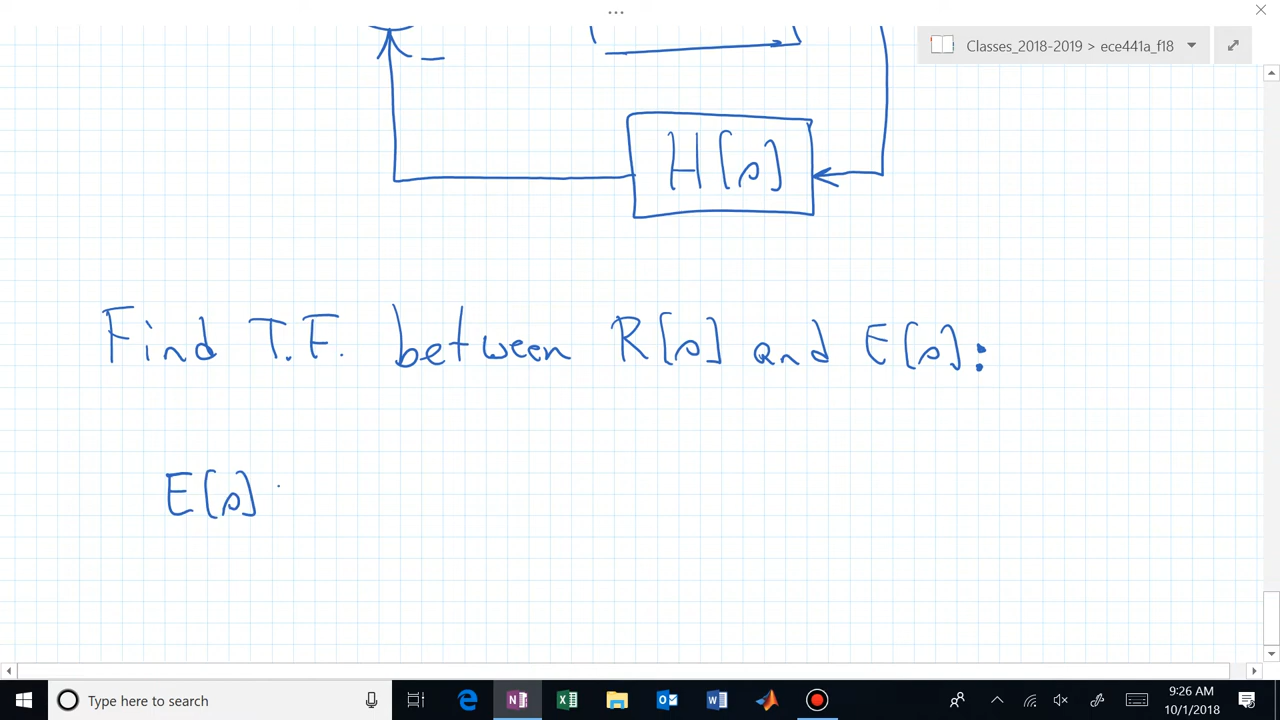 ...
Classes_2018-2019 > ece441a_f18
−
H[s]
Find T.F. between R[s] and E[s]:
E[s]
Type here to search
9:26 AM
10/1/2018